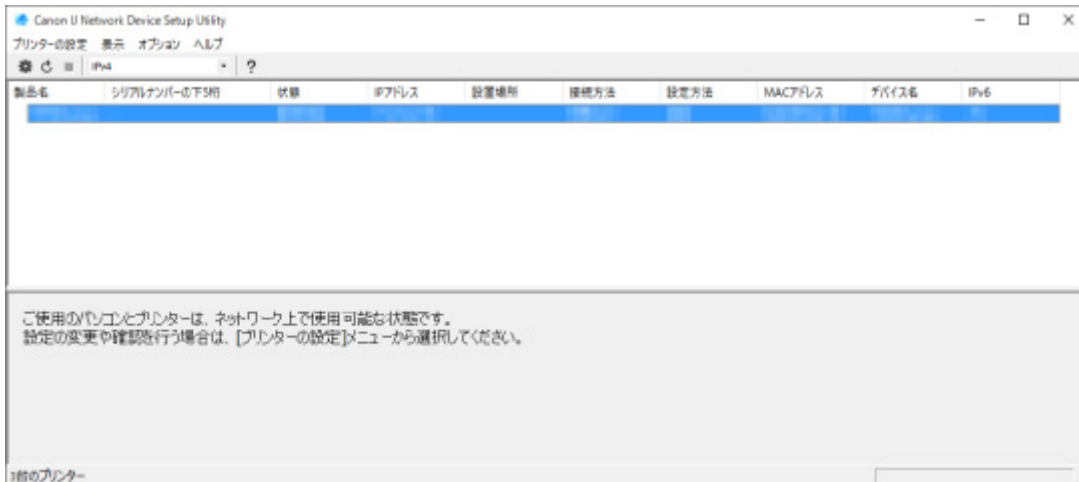 Canon IJ Network Device Setup Utility
プリンターの設定 表示 オプション ヘルプ
IPv4 ?
製品名 シリアルナンバーの下5桁 状態 IPアドレス 設置場所 接続方法 設定方法 MACアドレス デバイス名 IPv6
ご使用のパソコンとプリンターは、ネットワーク上で使用可能な状態です。
設定の変更や確認を行う場合は、[プリンターの設定]メニューから選択してください。
1台のプリンター